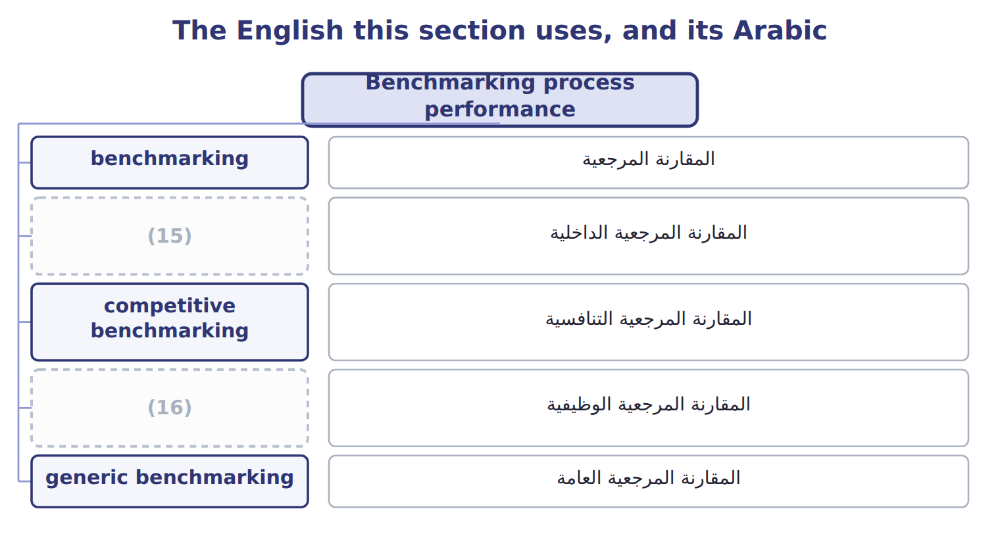 The English this section uses, and its Arabic
Benchmarking process
performance
benchmarking
المقارنة المرجعية
(15)
المقارنة المرجعية الداخلية
competitive
benchmarking
المقارنة المرجعية التنافسية
(16)
المقارنة المرجعية الوظيفية
generic benchmarking
المقارنة المرجعية العامة